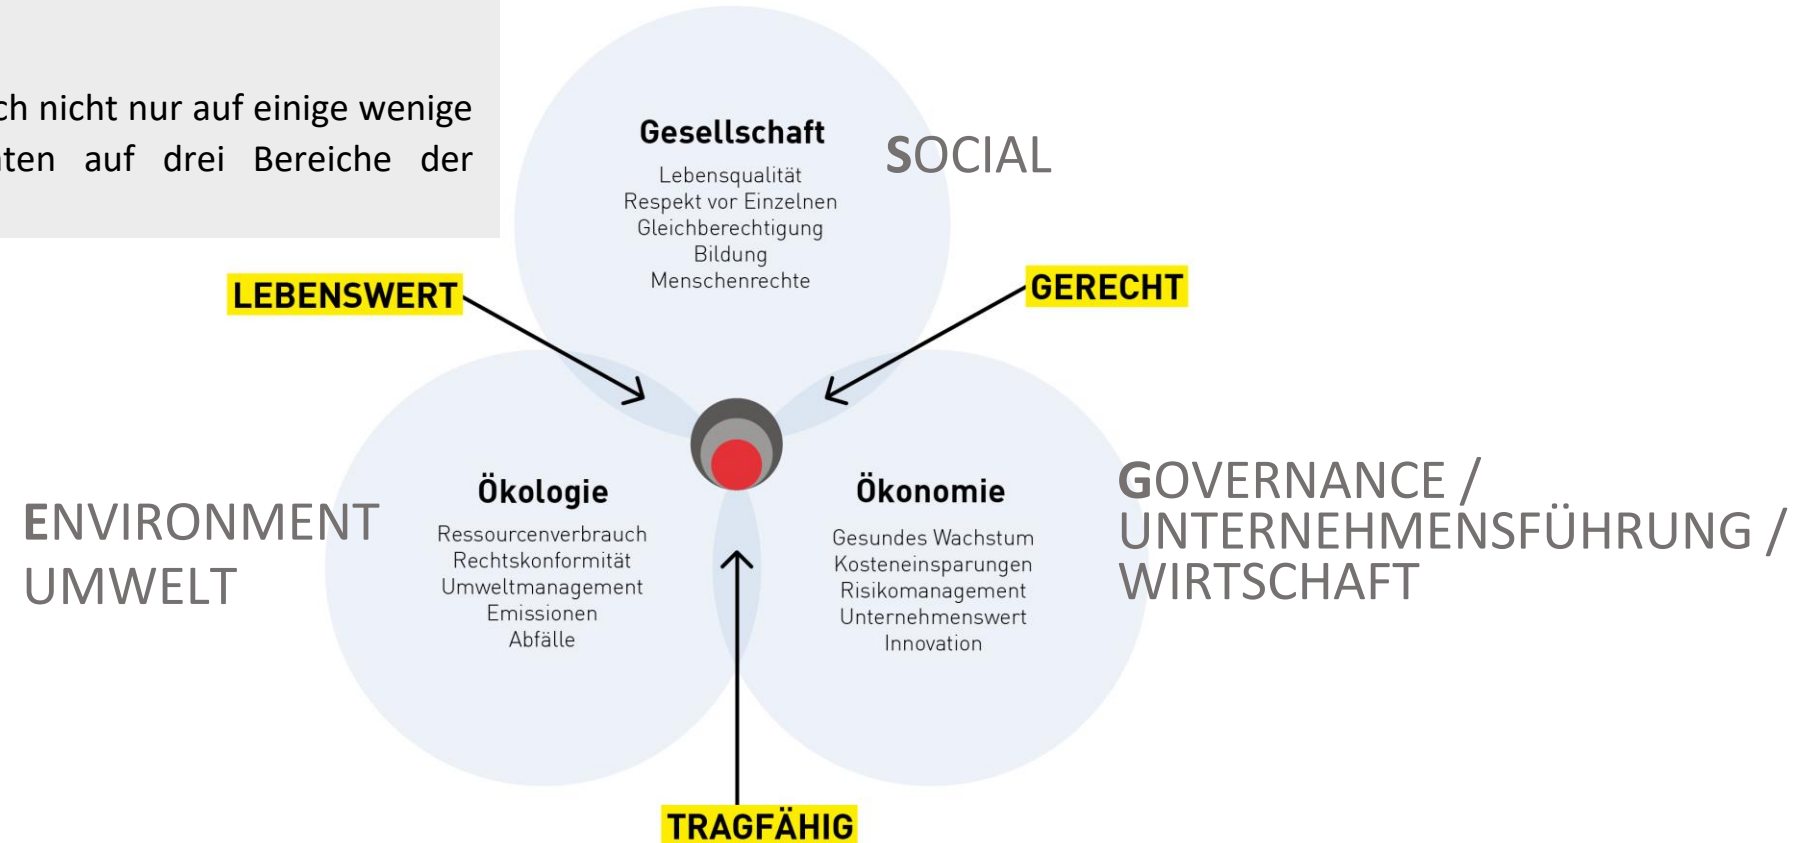 ch nicht nur auf einige wenige
ten auf drei Bereiche der
Gesellschaft
Lebensqualität
Respekt vor Einzelnen
Gleichberechtigung
Bildung
Menschenrechte
SOCIAL
LEBENSWERT
GERECHT
ENVIRONMENT
UMWELT
Ökologie
Ressourcenverbrauch
Rechtskonformität
Umweltmanagement
Emissionen
Abfälle
Ökonomie
Gesundes Wachstum
Kosteneinsparungen
Risikomanagement
Unternehmenswert
Innovation
GOVERNANCE /
UNTERNEHMENSFÜHRUNG /
WIRTSCHAFT
TRAGFÄHIG